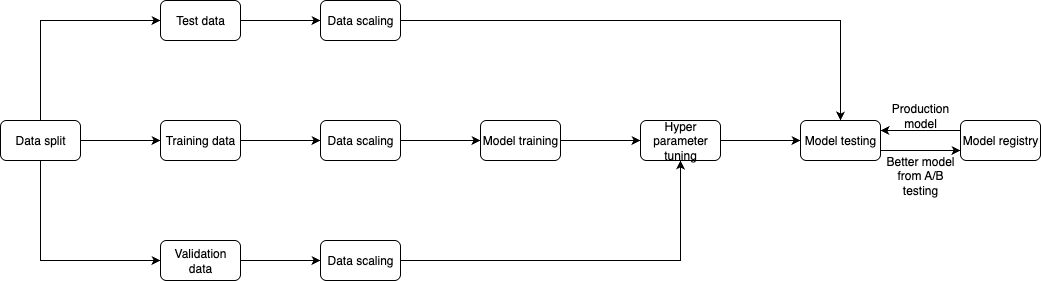 Test data
Data scaling
Data split
Training data
Data scaling
Model training
Hyper
parameter
tuning
Model testing
Production
model
Model registry
Better model
from A/B
testing
Validation
data
Data scaling